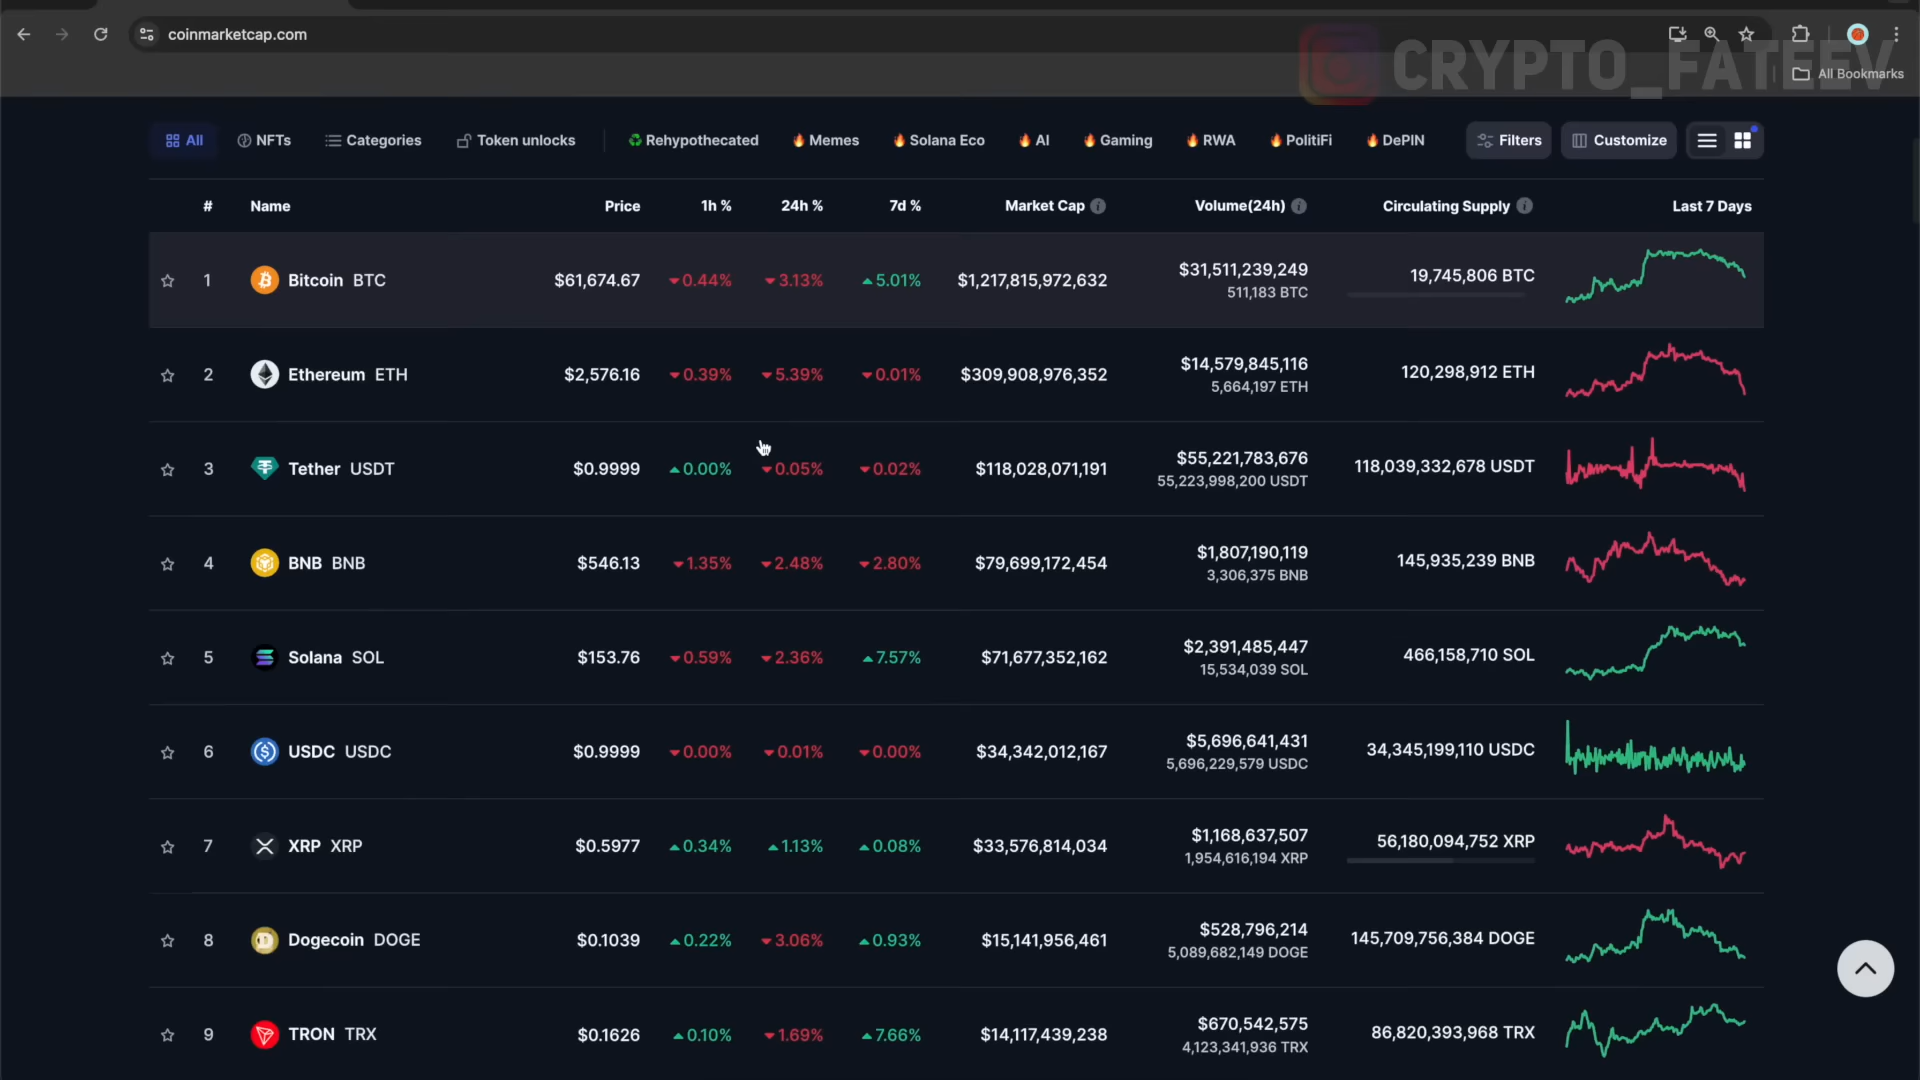 coinmarketcap.com
CRYPTO_FATEEV
All Bookmarks
All NFTs Categories Token unlocks Rehypothecated Memes Solana Eco AI Gaming RWA PolitiFi DePIN Filters Customize
# Name Price 1h % 24h % 7d % Market Cap Volume(24h) Circulating Supply Last 7 Days
1 Bitcoin BTC $61,674.67 0.44% 3.13% 5.01% $1,217,815,972,632 $31,511,239,249 19,745,806 BTC
511,183 BTC
2 Ethereum ETH $2,576.16 0.39% 5.39% 0.01% $309,908,976,352 $14,579,845,116 120,298,912 ETH
5,664,197 ETH
3 Tether USDT $0.9999 0.00% 0.05% 0.02% $118,028,071,191 $55,221,783,676 118,039,332,678 USDT
55,223,998,200 USDT
4 BNB BNB $546.13 1.35% 2.48% 2.80% $79,699,172,454 $1,807,190,119 145,935,239 BNB
3,306,375 BNB
5 Solana SOL $153.76 0.59% 2.36% 7.57% $71,677,352,162 $2,391,485,447 466,158,710 SOL
15,534,039 SOL
6 USDC USDC $0.9999 0.00% 0.01% 0.00% $34,342,012,167 $5,696,641,431 34,345,199,110 USDC
5,696,229,579 USDC
7 XRP XRP $0.5977 0.34% 1.13% 0.08% $33,576,814,034 $1,168,637,507 56,180,094,752 XRP
1,954,616,194 XRP
8 Dogecoin DOGE $0.1039 0.22% 3.06% 0.93% $15,141,956,461 $528,796,214 145,709,756,384 DOGE
5,089,682,149 DOGE
9 TRON TRX $0.1626 0.10% 1.69% 7.66% $14,117,439,238 $670,542,575 86,820,393,968 TRX
4,123,341,936 TRX